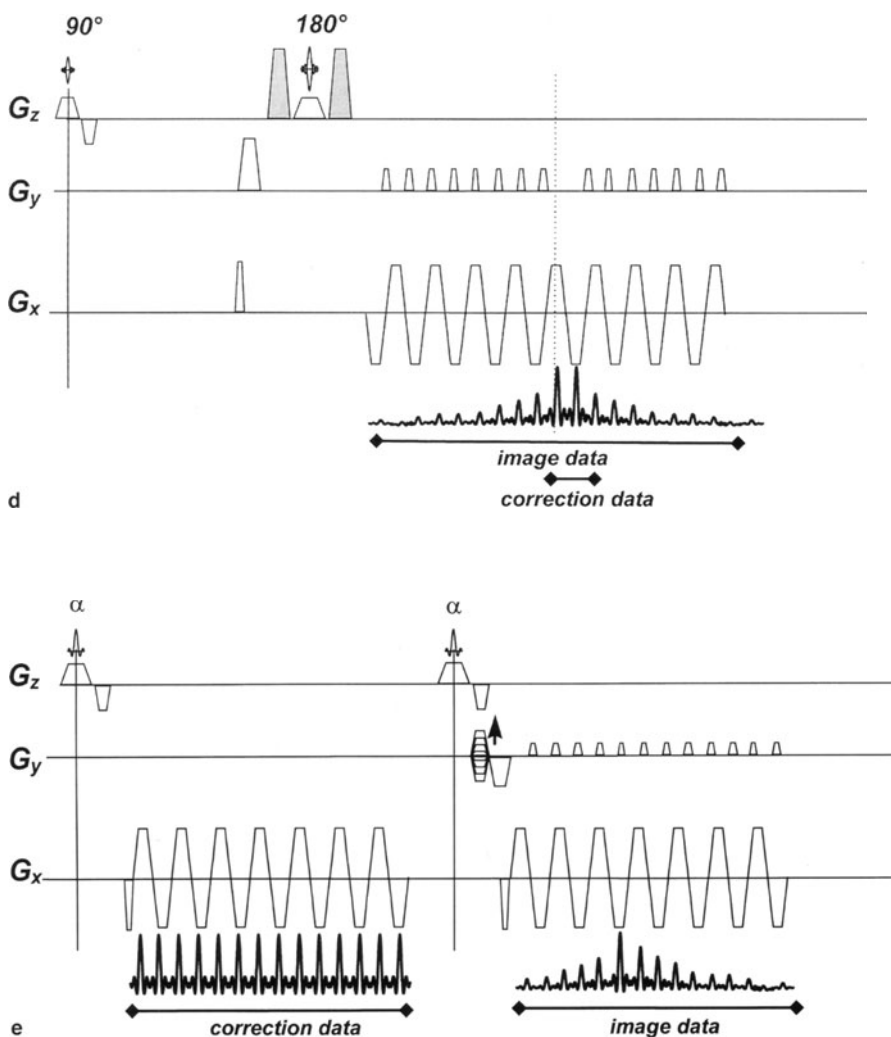 90° 180°
Gz
Gy
Gx
image data
correction data
d
α α
Gz
Gy
Gx
correction data image data
e